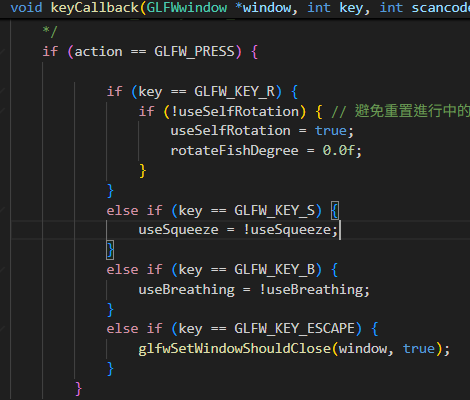 void keyCallback(GLFWwindow *window, int key, int scancode
*/
if (action == GLFW_PRESS) {
if (key == GLFW_KEY_R) {
if (!useSelfRotation) { // 避免重置進行中的
useSelfRotation = true;
rotateFishDegree = 0.0f;
}
}
else if (key == GLFW_KEY_S) {
useSqueeze = !useSqueeze;
}
else if (key == GLFW_KEY_B) {
useBreathing = !useBreathing;
}
else if (key == GLFW_KEY_ESCAPE) {
glfwSetWindowShouldClose(window, true);
}
}